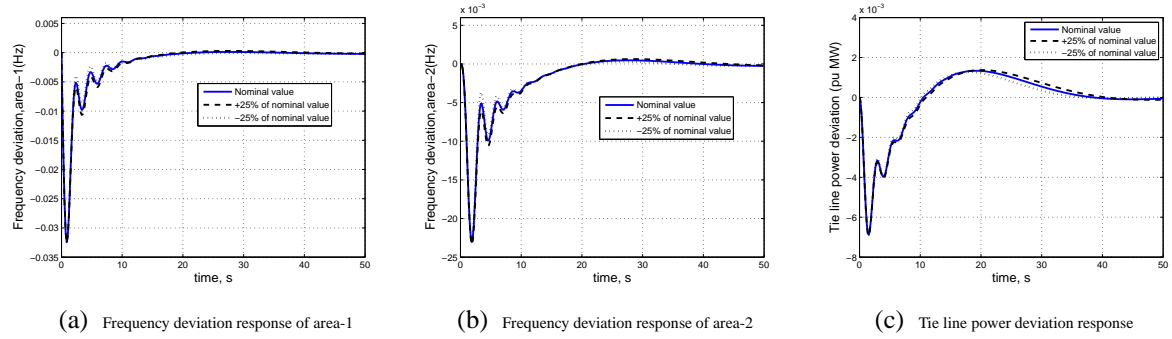 0.005
0
−0.005
−0.01
−0.015
−0.02
−0.025
−0.03
−0.035
0 10 20 30 40 50
Frequency deviation,area−1(Hz)
time, s
Nominal value
+25% of nominal value
−25% of nominal value
(a) Frequency deviation response of area-1
x 10⁻³
5
0
−5
−10
−15
−20
−25
0 10 20 30 40 50
Frequency deviation,area−2(Hz)
time, s
Nominal value
+25% of nominal value
−25% of nominal value
(b) Frequency deviation response of area-2
x 10⁻³
4
2
0
−2
−4
−6
−8
0 10 20 30 40 50
Tie line power deviation (pu MW)
time, s
Nominal value
+25% of nominal value
−25% of nominal value
(c) Tie line power deviation response